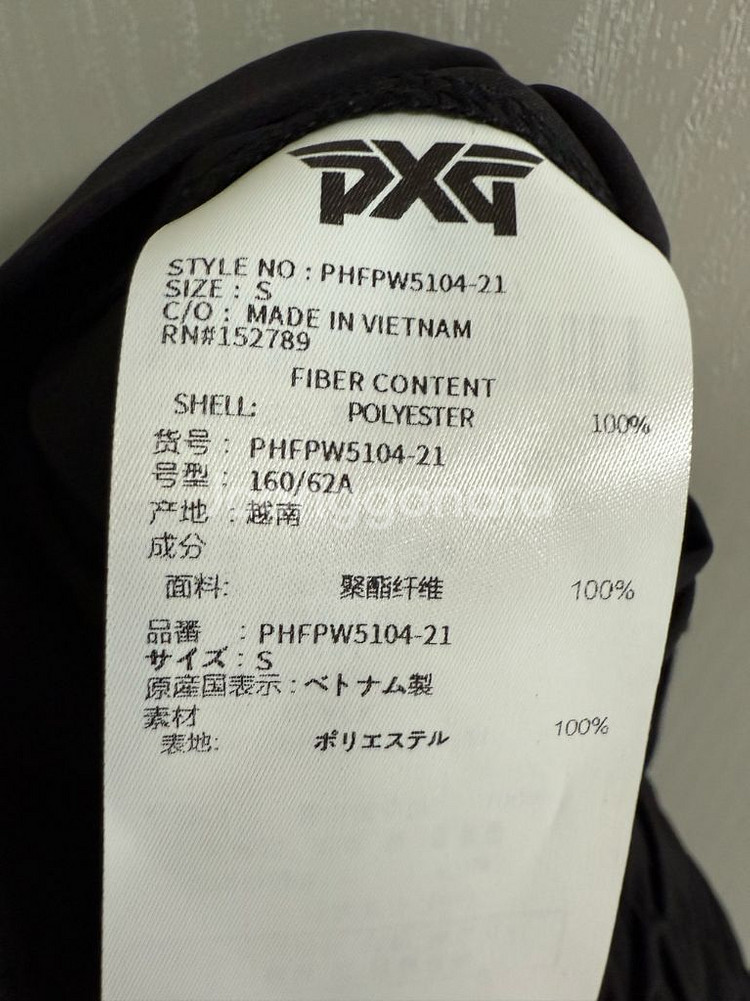 PXG
STYLE NO : PHFPW5104-21
SIZE : S
C/O : MADE IN VIETNAM
RN#152789
FIBER CONTENT
SHELL: POLYESTER 100%
货号 : PHFPW5104-21
号型 : 160/62A
产地 : 越南
成分
面料: 聚酯纤维 100%
品番 : PHFPW5104-21
サイズ : S
原産国表示 : ベトナム製
素材
表地: ポリエステル 100%